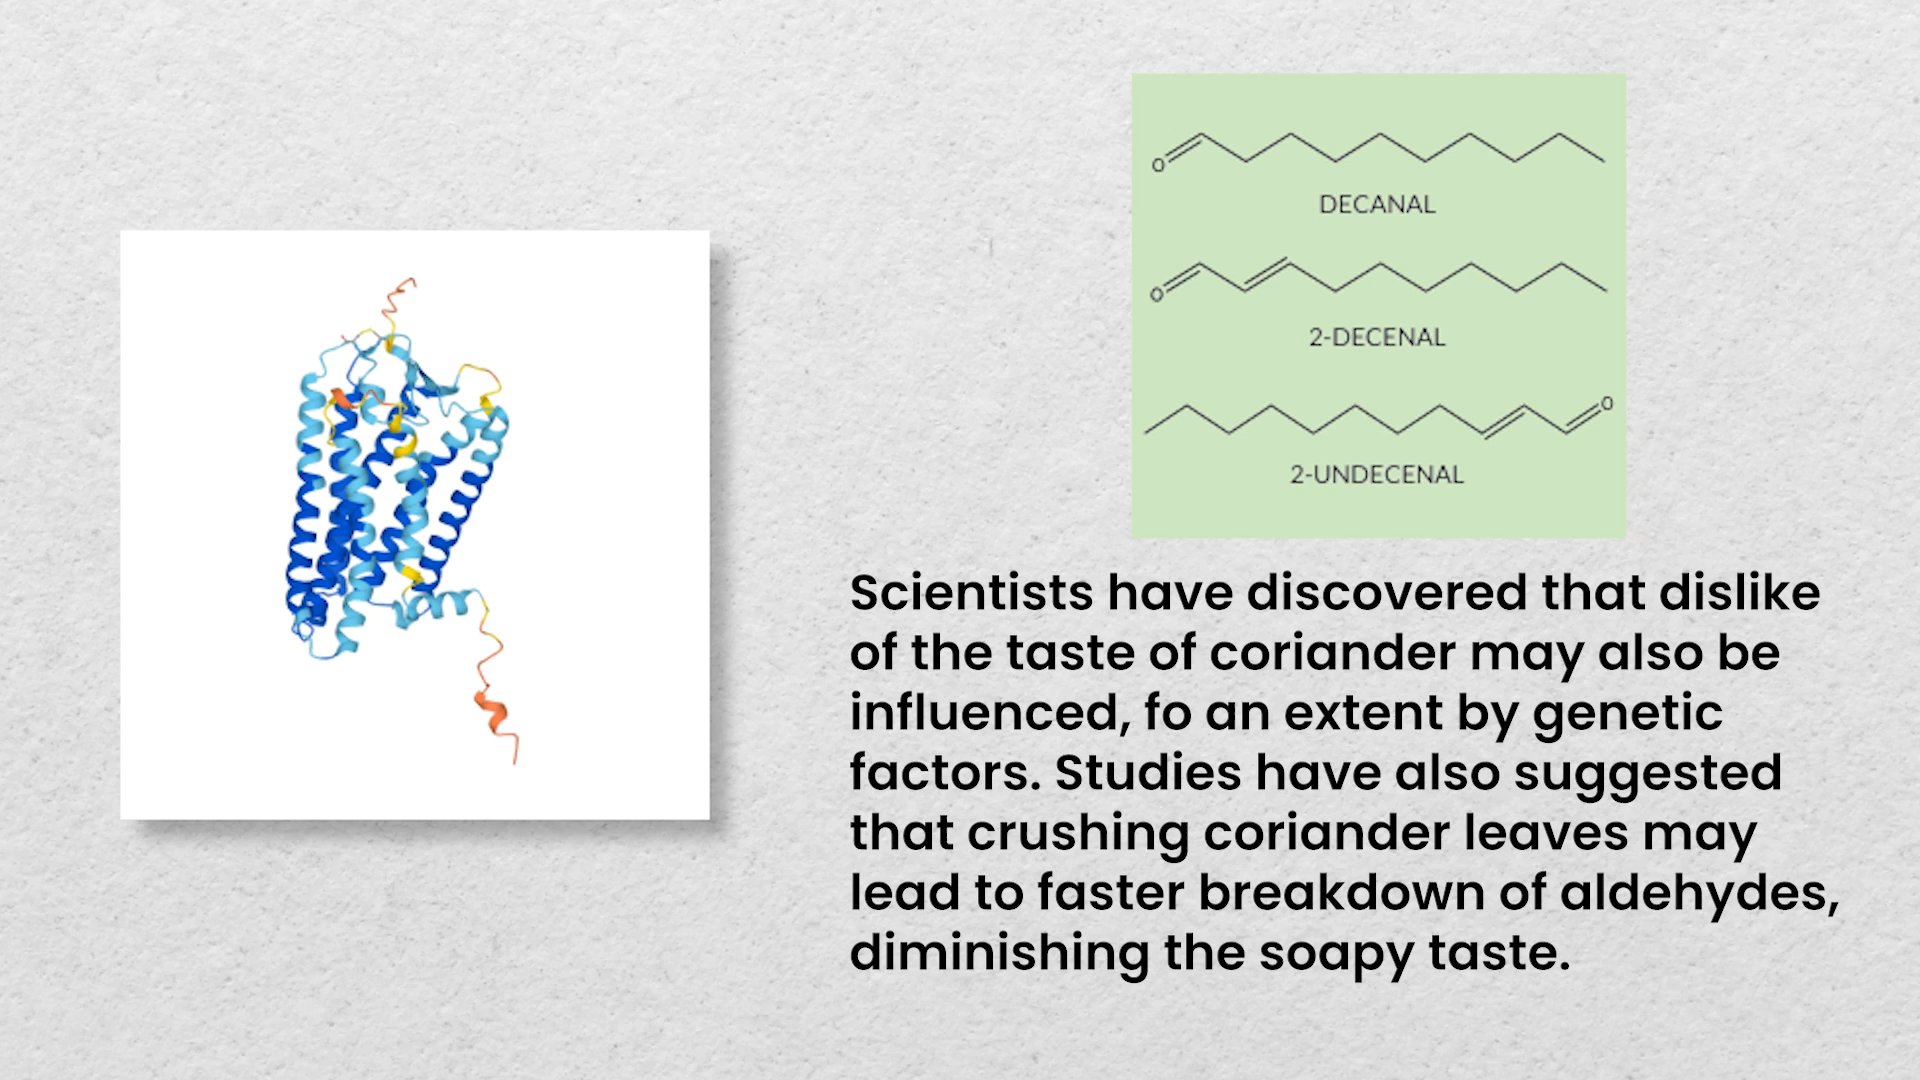 O
DECANAL
O
2-DECENAL
O
2-UNDECENAL
Scientists have discovered that dislike
of the taste of coriander may also be
influenced, fo an extent by genetic
factors. Studies have also suggested
that crushing coriander leaves may
lead to faster breakdown of aldehydes,
diminishing the soapy taste.